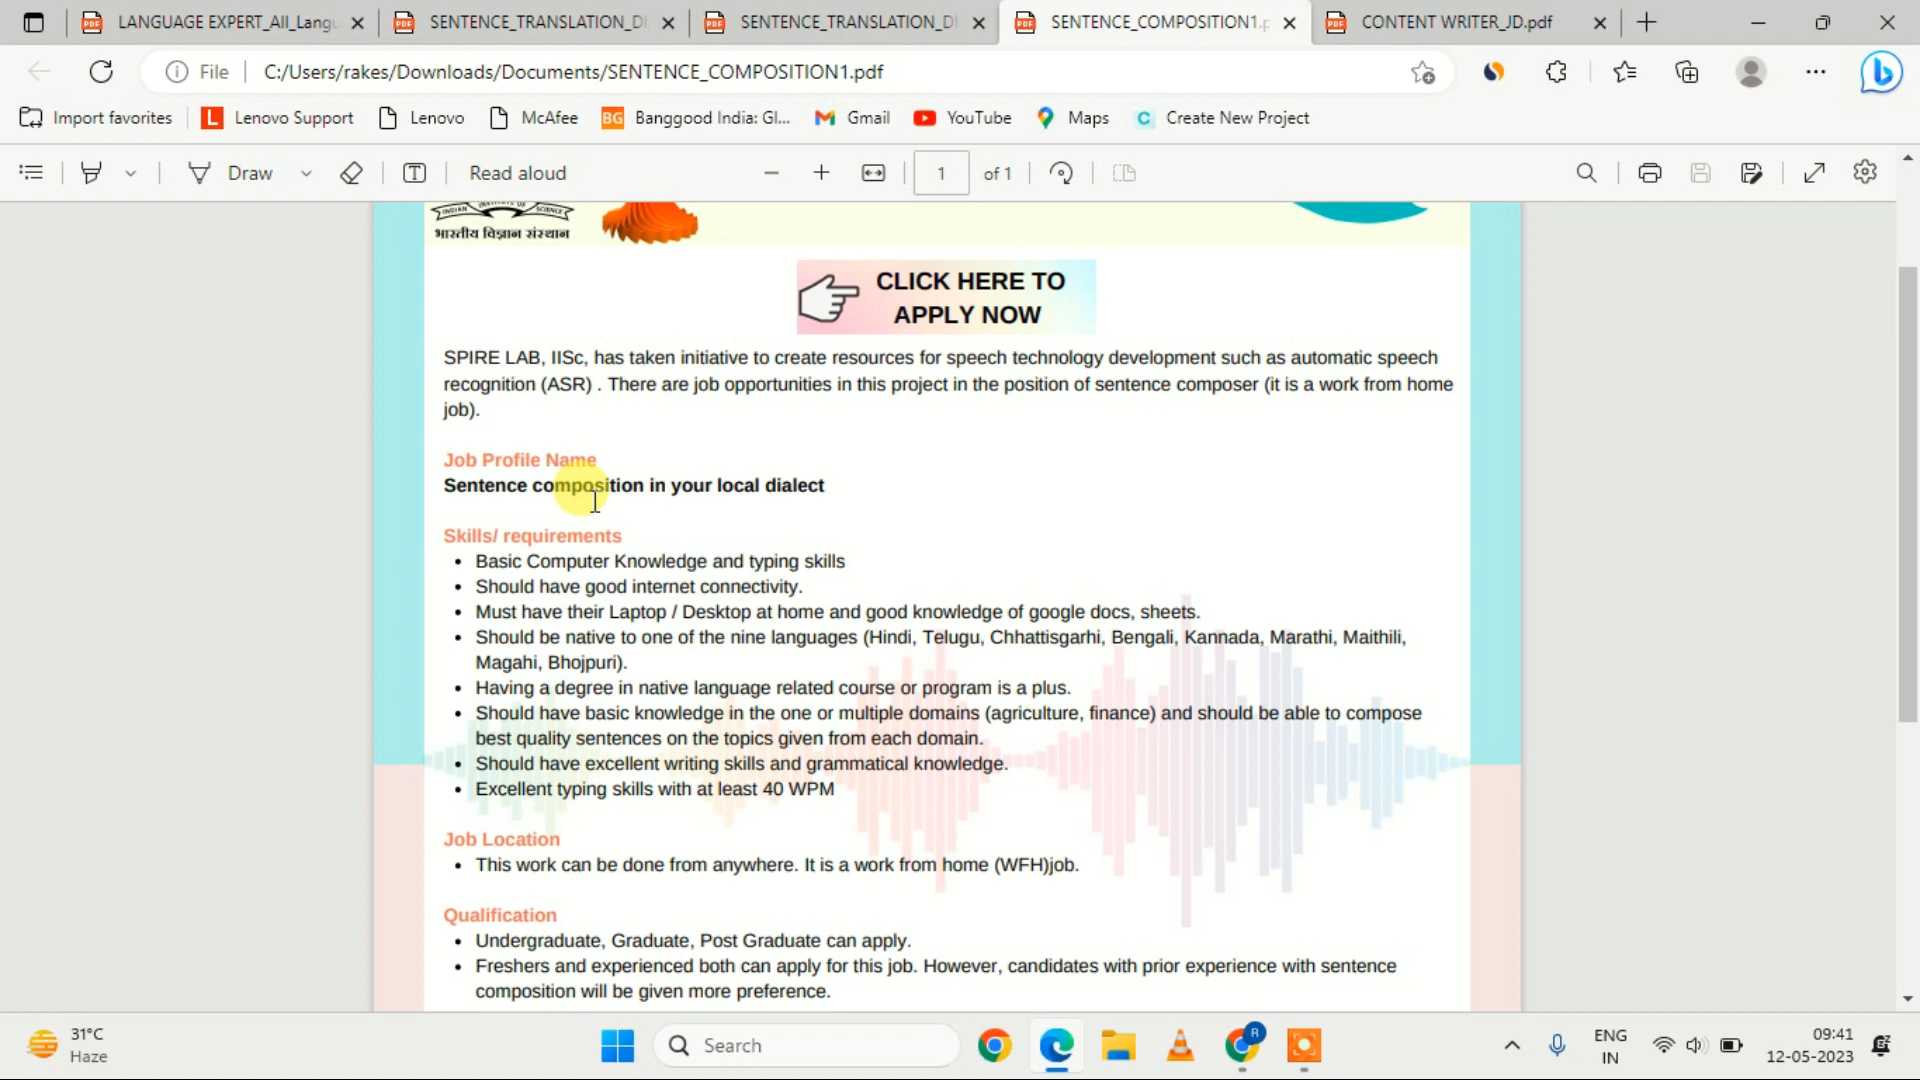 LANGUAGE EXPERT_All_Lang
SENTENCE_TRANSLATION_DI
SENTENCE_TRANSLATION_DI
SENTENCE_COMPOSITION1.p
CONTENT WRITER_JD.pdf
File
C:/Users/rakes/Downloads/Documents/SENTENCE_COMPOSITION1.pdf
Import favorites
Lenovo Support
Lenovo
McAfee
BG Banggood India: Gl...
Gmail
YouTube
Maps
Create New Project
Draw
Read aloud
1 of 1
INDIAN INSTITUTE OF SCIENCE
भारतीय विज्ञान संस्थान
CLICK HERE TO
APPLY NOW
SPIRE LAB, IISc, has taken initiative to create resources for speech technology development such as automatic speech
recognition (ASR) . There are job opportunities in this project in the position of sentence composer (it is a work from home
job).
Job Profile Name
Sentence composition in your local dialect
Skills/ requirements
• Basic Computer Knowledge and typing skills
• Should have good internet connectivity.
• Must have their Laptop / Desktop at home and good knowledge of google docs, sheets.
• Should be native to one of the nine languages (Hindi, Telugu, Chhattisgarhi, Bengali, Kannada, Marathi, Maithili,
Magahi, Bhojpuri).
• Having a degree in native language related course or program is a plus.
• Should have basic knowledge in the one or multiple domains (agriculture, finance) and should be able to compose
best quality sentences on the topics given from each domain.
• Should have excellent writing skills and grammatical knowledge.
• Excellent typing skills with at least 40 WPM
Job Location
• This work can be done from anywhere. It is a work from home (WFH)job.
Qualification
• Undergraduate, Graduate, Post Graduate can apply.
• Freshers and experienced both can apply for this job. However, candidates with prior experience with sentence
composition will be given more preference.
31°C
Haze
Search
R
ENG
IN
09:41
12-05-2023